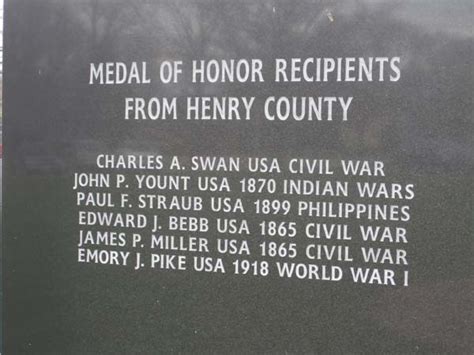 MEDAL OF HONOR RECIPIENTS
FROM HENRY COUNTY
CHARLES A. SWAN USA CIVIL WAR
JOHN P. YOUNT USA 1870 INDIAN WARS
PAUL F. STRAUB USA 1899 PHILIPPINES
EDWARD J. BEBB USA 1865 CIVIL WAR
JAMES P. MILLER USA 1865 CIVIL WAR
EMORY J. PIKE USA 1918 WORLD WAR I